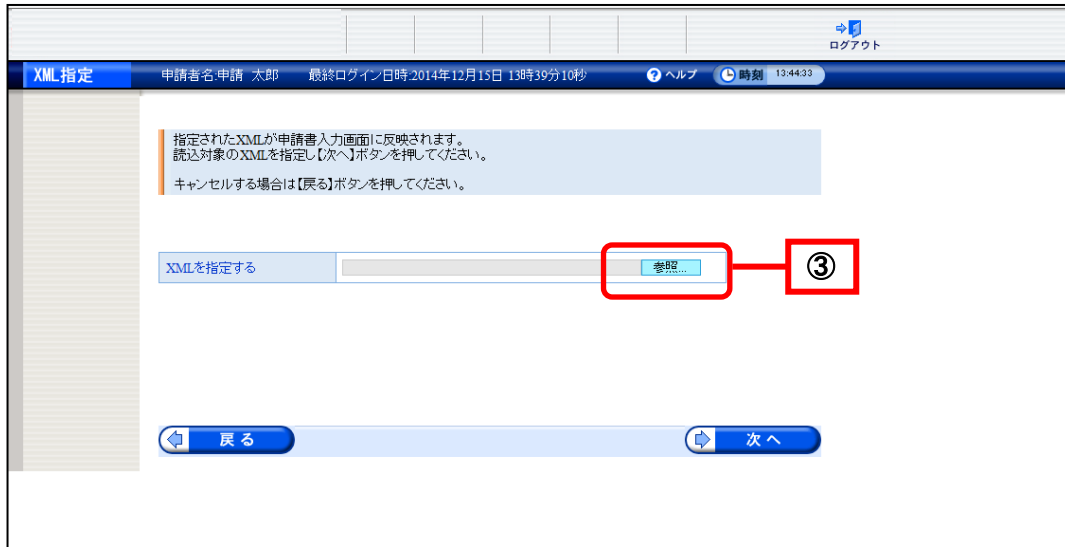 ログアウト
XML指定 申請者名:申請 太郎 最終ログイン日時:2014年12月15日 13時39分10秒 ? ヘルプ 時刻 13:44:33
指定されたXMLが申請書入力画面に反映されます。
読込対象のXMLを指定し【次へ】ボタンを押してください。
キャンセルする場合は【戻る】ボタンを押してください。
XMLを指定する 参照... ③
戻る 次へ